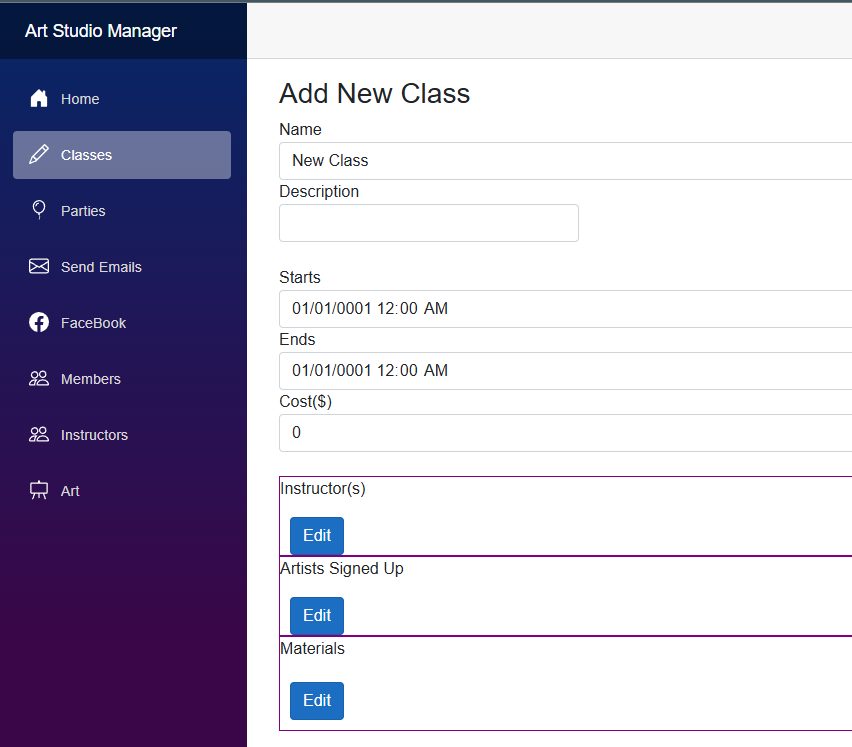 Art Studio Manager
Home
Classes
Parties
Send Emails
FaceBook
Members
Instructors
Art
Add New Class
Name
New Class
Description
Starts
01/01/0001 12:00 AM
Ends
01/01/0001 12:00 AM
Cost($)
0
Instructor(s)
Edit
Artists Signed Up
Edit
Materials
Edit